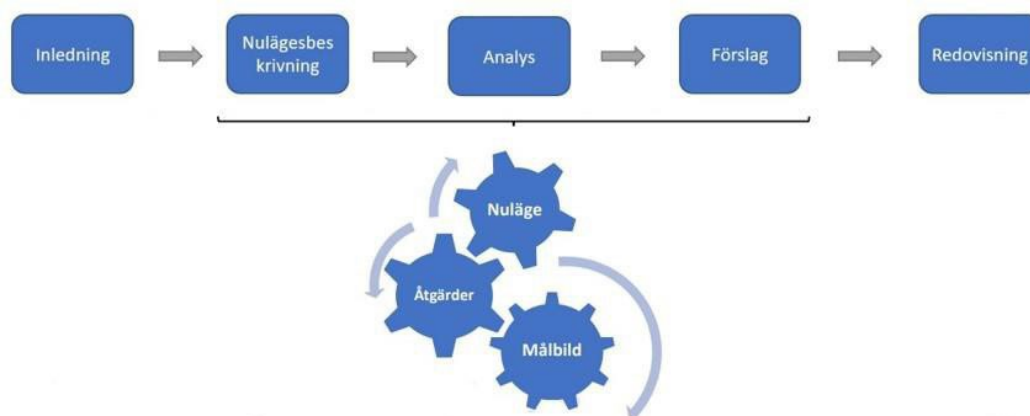 Inledning
Nulägesbes
krivning
Analys
Förslag
Redovisning
Nuläge
Åtgärder
Målbild